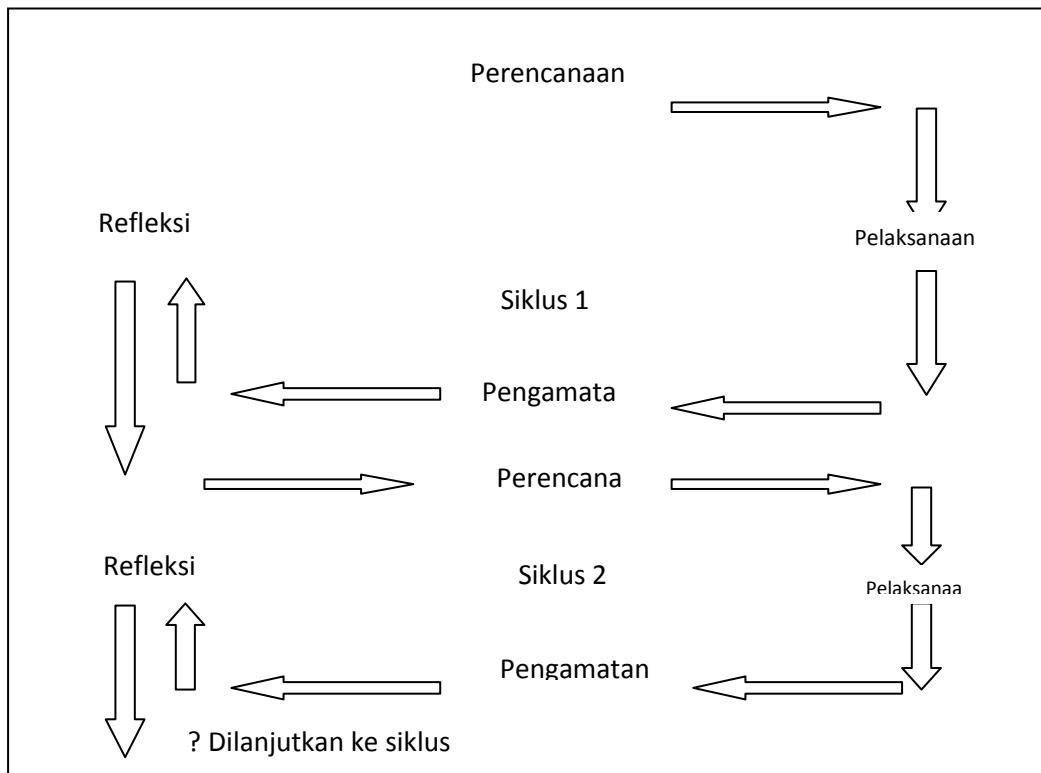 Perencanaan
Refleksi
Pelaksanaan
Siklus 1
Pengamata
Perencana
Refleksi
Siklus 2
Pelaksanaa
Pengamatan
? Dilanjutkan ke siklus